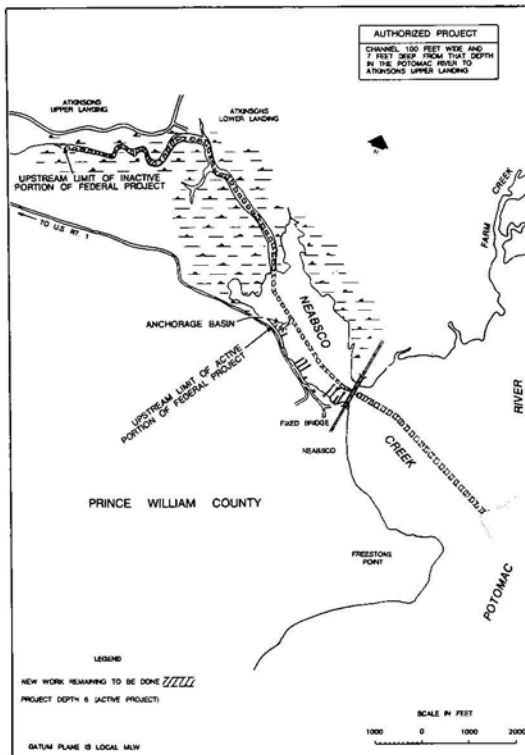 AUTHORIZED PROJECT
CHANNEL 100 FEET WIDE AND
7 FEET DEEP FROM THAT DEPTH
IN THE POTOMAC RIVER TO
ATKINSONS UPPER LANDING
ATKINSONS
UPPER LANDING
ATKINSONS
LOWER LANDING
N
UPSTREAM LIMIT OF INACTIVE
PORTION OF FEDERAL PROJECT
FARM CREEK
TO U.S RT. 1
NEABSCO
ANCHORAGE BASIN
UPSTREAM LIMIT OF ACTIVE
PORTION OF FEDERAL PROJECT
RIVER
FIXED BRIDGE
NEABSCO
CREEK
PRINCE WILLIAM COUNTY
FREESTONE
POINT
POTOMAC
LEGEND
NEW WORK REMAINING TO BE DONE
PROJECT DEPTH 6 (ACTIVE PROJECT)
SCALE IN FEET
1000 0 1000 2000
DATUM PLANE IS LOCAL MLW